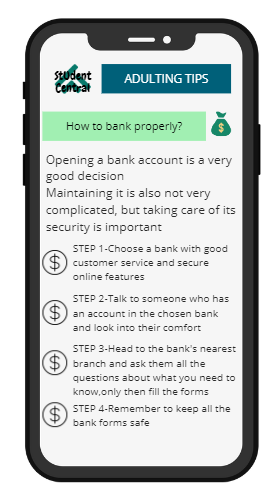 StUdent
Central
ADULTING TIPS
How to bank properly?
Opening a bank account is a very
good decision
Maintaining it is also not very
complicated, but taking care of its
security is important
$
STEP 1-Choose a bank with good
customer service and secure
online features
$
STEP 2-Talk to someone who has
an account in the chosen bank
and look into their comfort
$
STEP 3-Head to the bank's nearest
branch and ask them all the
questions about what you need to
know,only then fill the forms
$
STEP 4-Remember to keep all the
bank forms safe